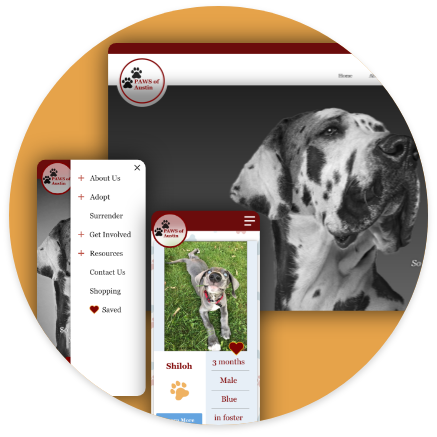 PAWS of
Austin
Home
PAWS of
Austin
About Us
Adopt
Surrender
Get Involved
Resources
Contact Us
Shopping
Saved
So
So
PAWS of
Austin
Shiloh
3 months
Male
Blue
in foster
More